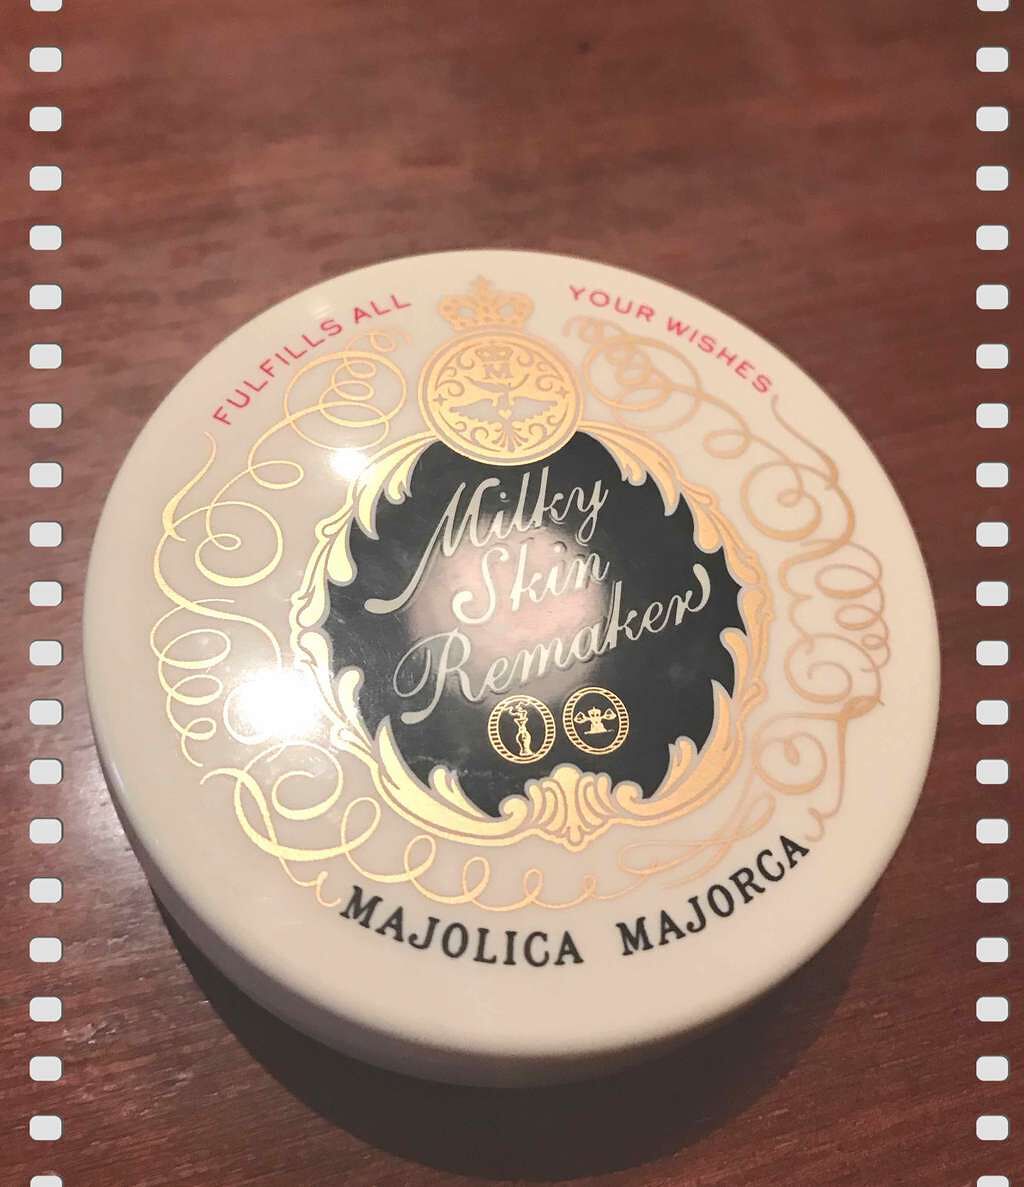 FULFILLS ALL YOUR WISHES
M
Milky
Skin
Remaker
MAJOLICA MAJORCA